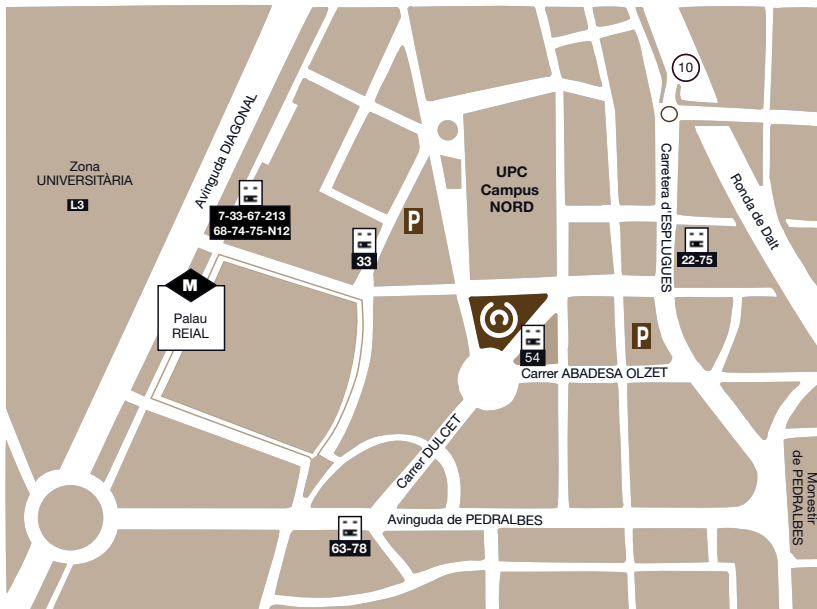 10
Zona
UNIVERSITÀRIA
L3
Avinguda DIAGONAL
UPC
Campus
NORD
Carretera d'ESPLUGUES
Ronda de Dalt
7-33-67-213
68-74-75-N12
P
33
22-75
M
Palau
REIAL
P
54
Carrer ABADESA OLZET
Carrer DULCET
Avinguda de PEDRALBES
63-78
Monestir
de PEDRALBES